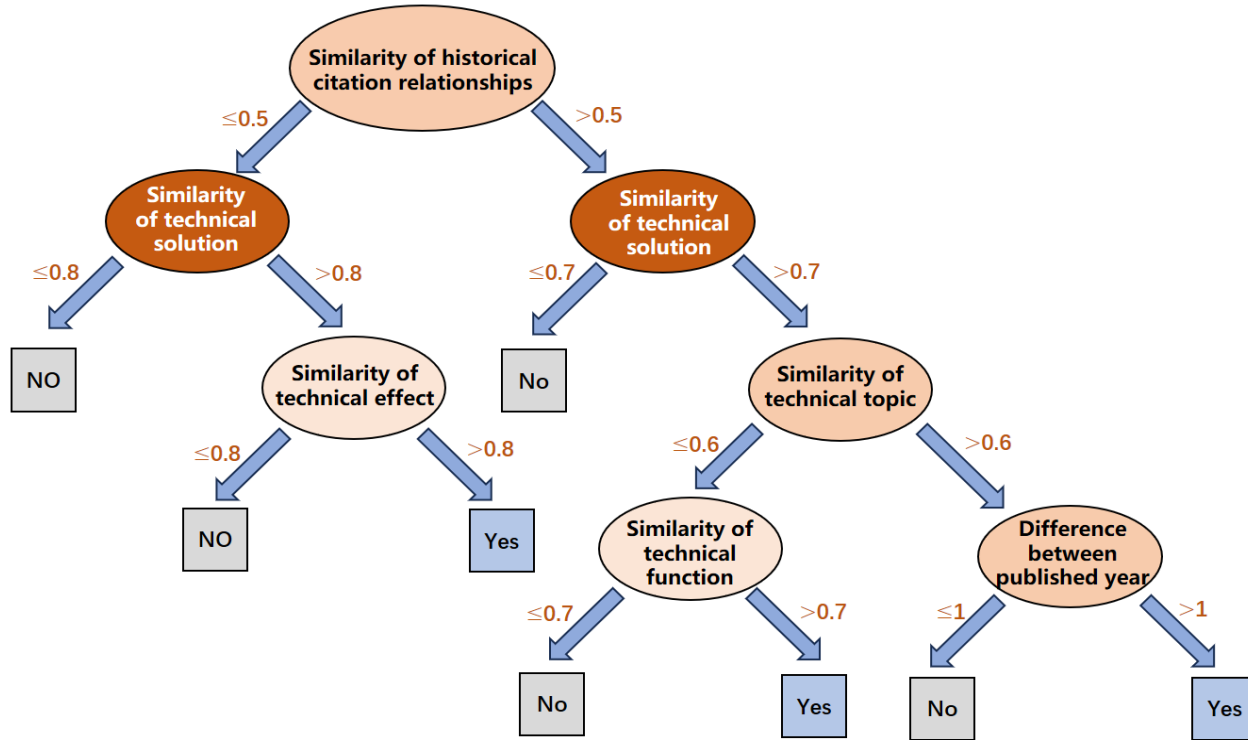 Similarity of historical
citation relationships
≤0.5
>0.5
Similarity
of technical
solution
Similarity
of technical
solution
≤0.8
>0.8
≤0.7
>0.7
NO
Similarity of
technical effect
No
Similarity of
technical topic
≤0.8
>0.8
≤0.6
>0.6
NO
Yes
Similarity of
technical
function
Difference
between
published year
≤0.7
>0.7
≤1
>1
No
Yes
No
Yes